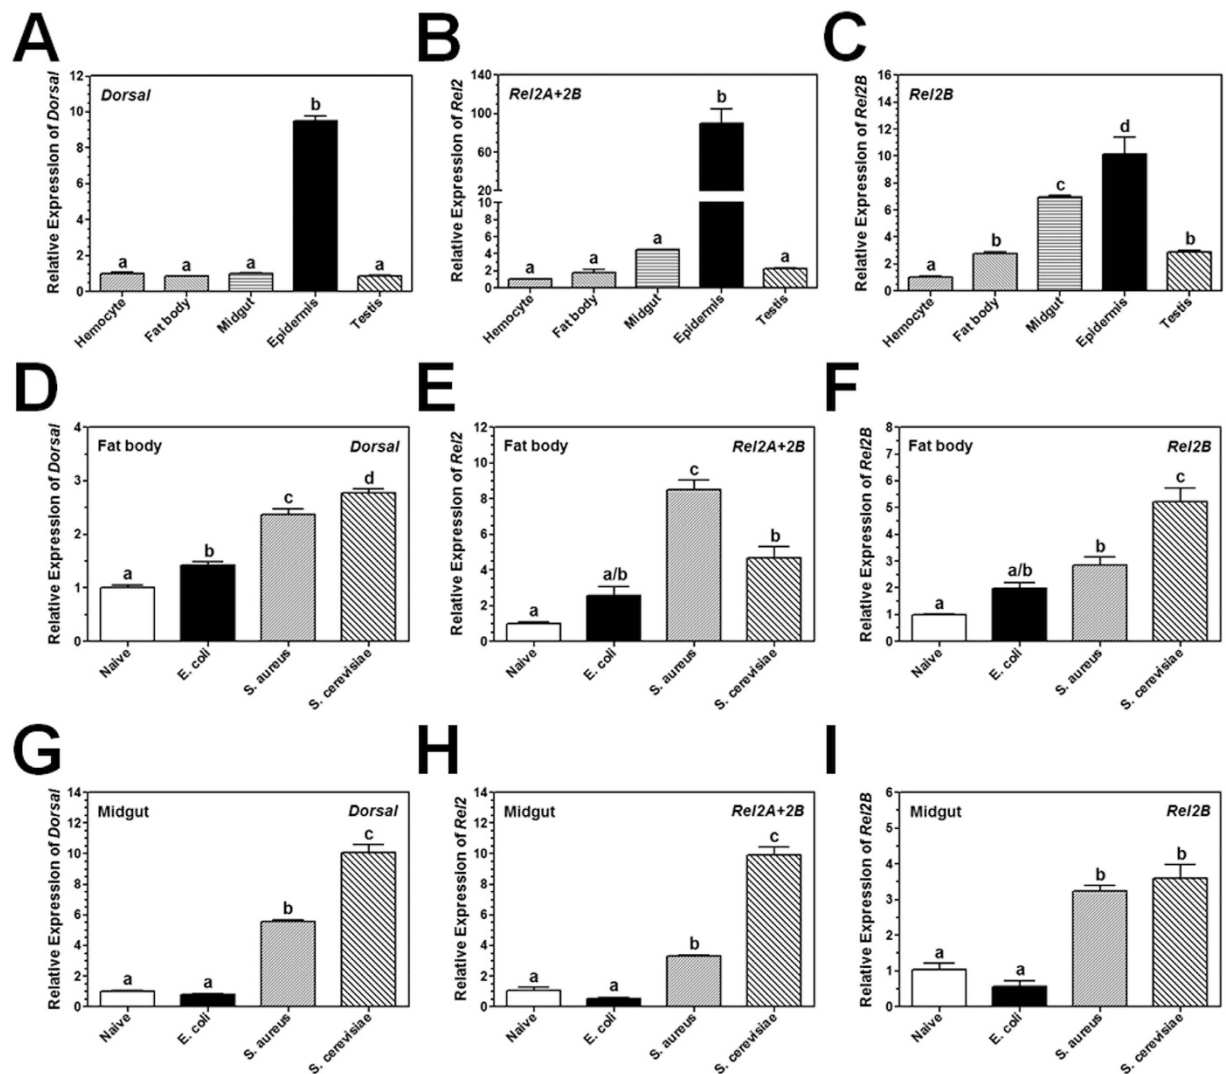 A
Relative Expression of Dorsal
12
10
8
6
4
2
0
Dorsal
a
a
a
b
a
Hemocyte
Fat body
Midgut
Epidermis
Testis
B
Relative Expression of Rel2
140
100
60
20
10
8
6
4
2
0
Rel2A+2B
a
a
a
b
a
Hemocyte
Fat body
Midgut
Epidermis
Testis
C
Relative Expression of Rel2B
16
14
12
10
8
6
4
2
0
Rel2B
a
b
c
d
b
Hemocyte
Fat body
Midgut
Epidermis
Testis
D
Relative Expression of Dorsal
4
3
2
1
0
Fat body Dorsal
a
b
c
d
Naive
E. coli
S. aureus
S. cerevisiae
E
Relative Expression of Rel2
12
10
8
6
4
2
0
Fat body Rel2A+2B
a
a/b
c
b
Naive
E. coli
S. aureus
S. cerevisiae
F
Relative Expression of Rel2B
8
7
6
5
4
3
2
1
0
Fat body Rel2B
a
a/b
b
c
Naive
E. coli
S. aureus
S. cerevisiae
G
Relative Expression of Dorsal
14
12
10
8
6
4
2
0
Midgut Dorsal
a
a
b
c
Naive
E. coli
S. aureus
S. cerevisiae
H
Relative Expression of Rel2
14
12
10
8
6
4
2
0
Midgut Rel2A+2B
a
a
b
c
Naive
E. coli
S. aureus
S. cerevisiae
I
Relative Expression of Rel2B
6
5
4
3
2
1
0
Midgut Rel2B
a
a
b
b
Naive
E. coli
S. aureus
S. cerevisiae